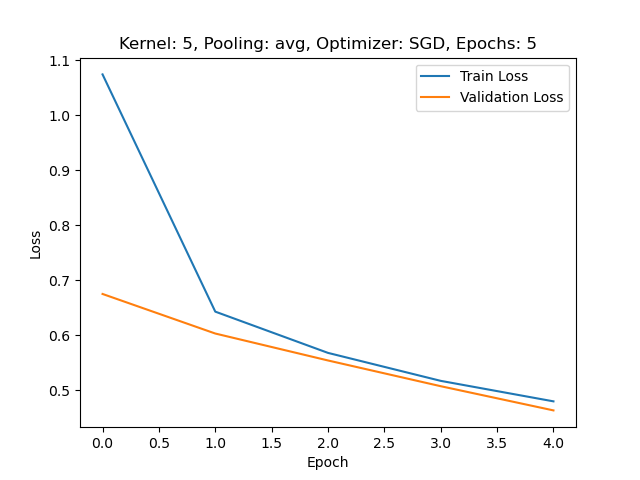 Kernel: 5, Pooling: avg, Optimizer: SGD, Epochs: 5
1.1
1.0
0.9
0.8
0.7
0.6
0.5
Loss
Train Loss
Validation Loss
0.0 0.5 1.0 1.5 2.0 2.5 3.0 3.5 4.0
Epoch